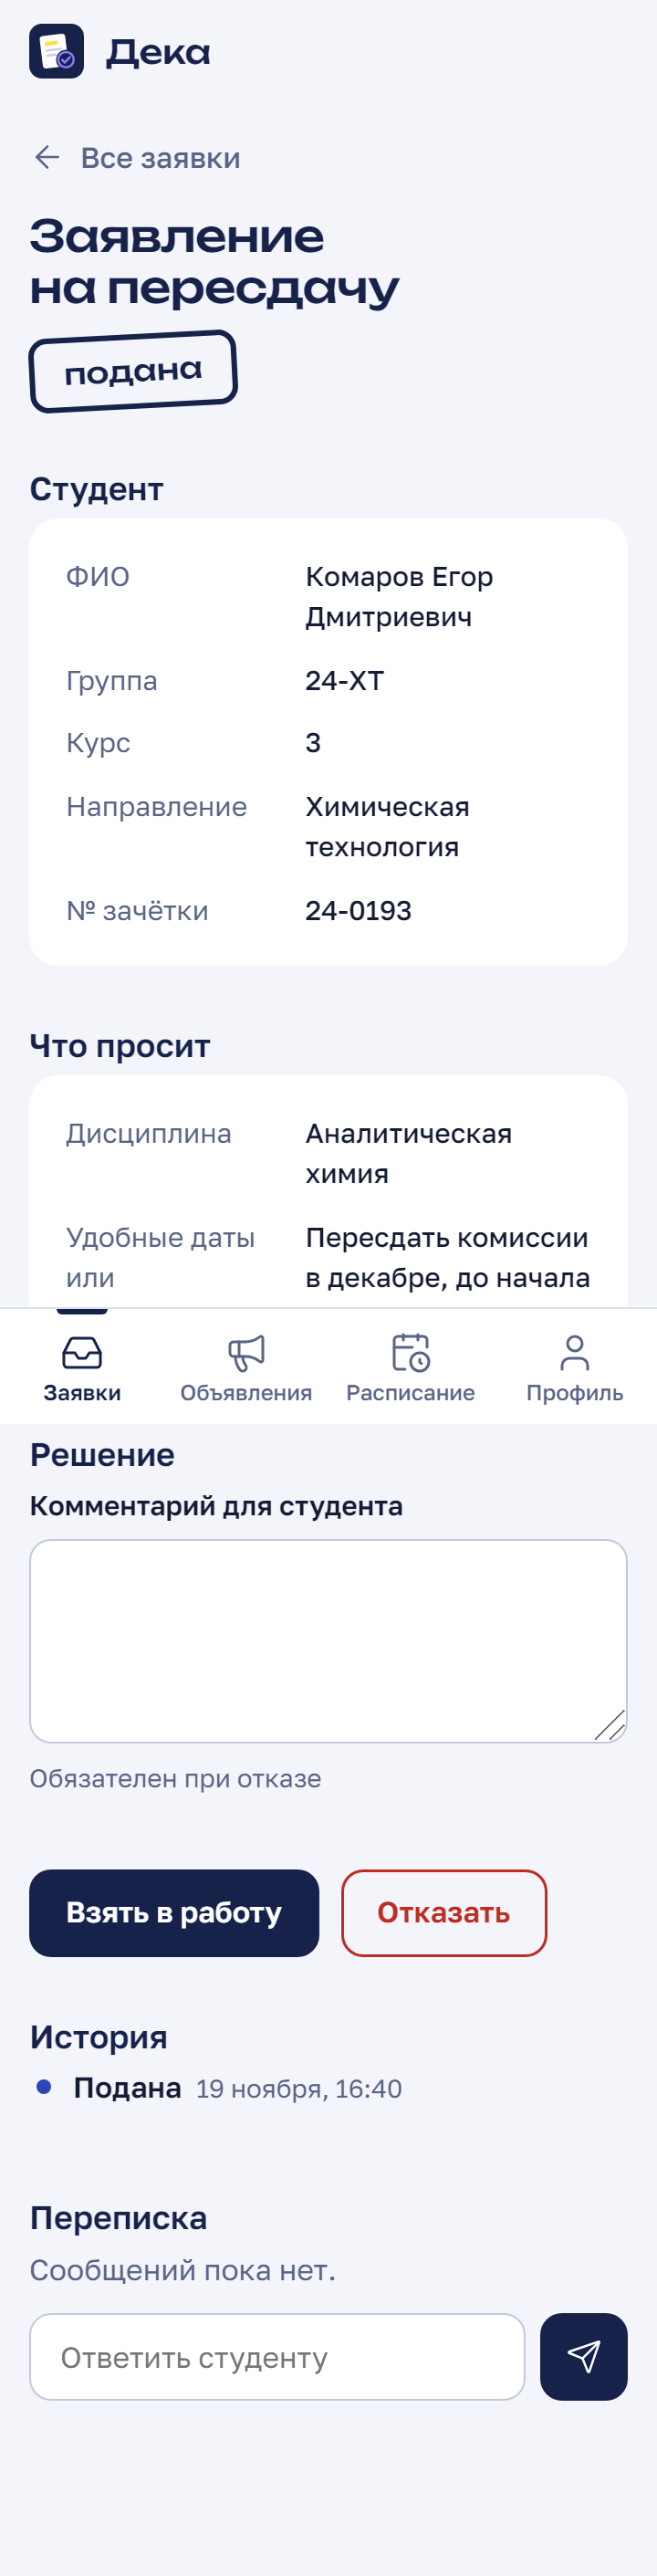 Дека
Все заявки
Заявление
на пересдачу
подана
Студент
ФИО
Комаров Егор
Дмитриевич
Группа
24-ХТ
Курс
3
Направление
Химическая
технология
№ зачётки
24-0193
Что просит
Дисциплина
Аналитическая
химия
Удобные даты
или
Пересдать комиссии
в декабре, до начала
Заявки
Объявления
Расписание
Профиль
Решение
Комментарий для студента
Обязателен при отказе
Взять в работу
Отказать
История
Подана 19 ноября, 16:40
Переписка
Сообщений пока нет.
Ответить студенту